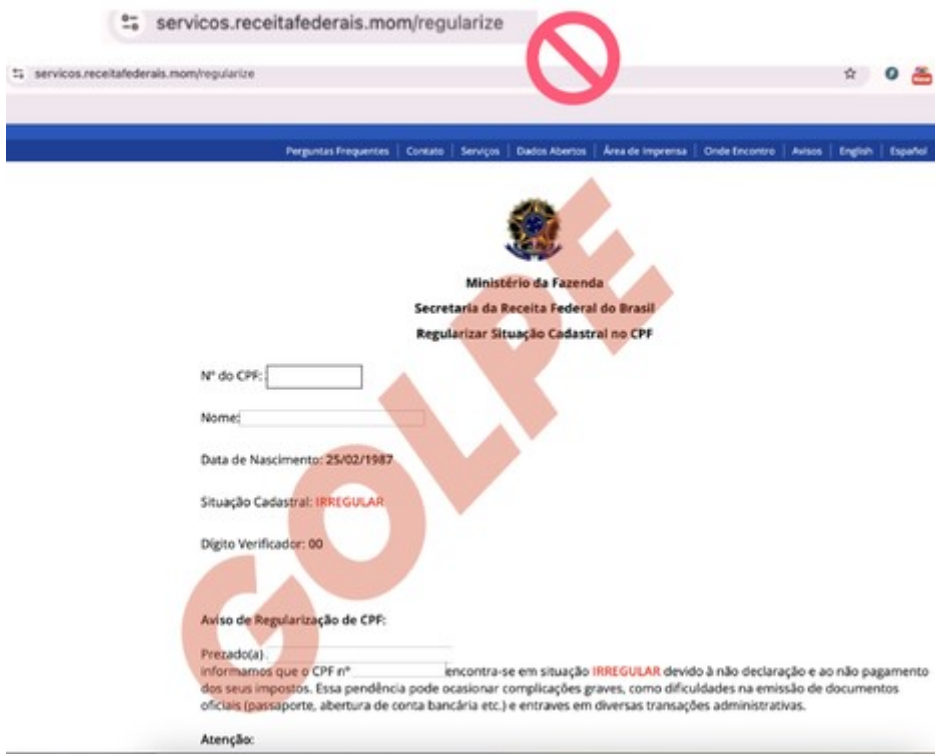 servicos.receitafederais.mom/regularize
servicos.receitafederais.mom/regularize
Perguntas Frequentes | Contato | Serviços | Dados Abertos | Área de Imprensa | Onde Encontro | Avisos | English | Español
Ministério da Fazenda
Secretaria da Receita Federal do Brasil
Regularizar Situação Cadastral no CPF
Nº do CPF:
Nome:
Data de Nascimento: 25/02/1987
Situação Cadastral: IRREGULAR
Dígito Verificador: 00
GOLPE
Aviso de Regularização de CPF:
Prezado(a)
informamos que o CPF nº encontra-se em situação IRREGULAR devido à não declaração e ao não pagamento
dos seus impostos. Essa pendência pode ocasionar complicações graves, como dificuldades na emissão de documentos
oficiais (passaporte, abertura de conta bancária etc.) e entraves em diversas transações administrativas.
Atenção: